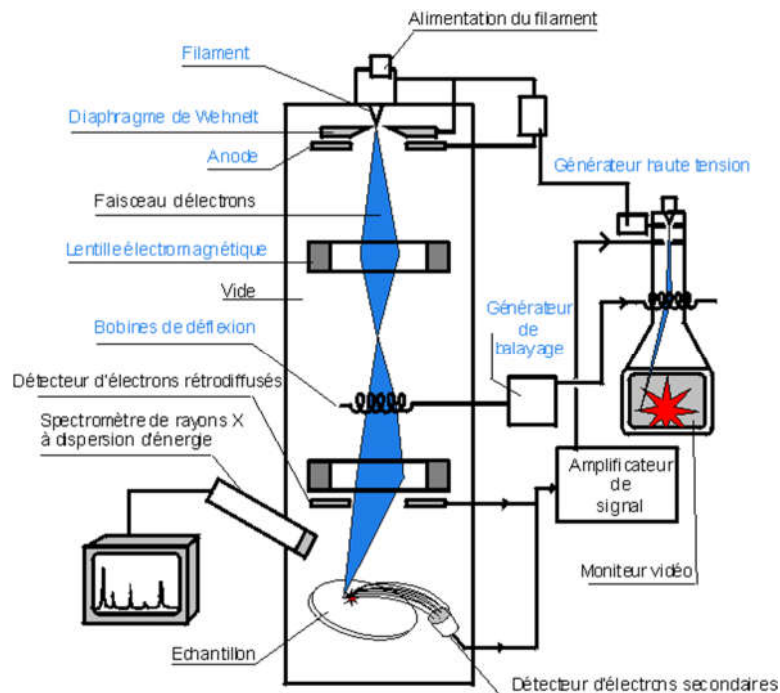 Alimentation du filament
Filament
Diaphragme de Wehnelt
Anode
Générateur haute tension
Faisceau délectrons
Lentille électromagnétique
Vide
Bobines de déflexion
Générateur
de
balayage
Détecteur d'électrons rétrodiffusés
Spectromètre de rayons X
à dispersion d'énergie
Amplificateur
de
signal
Moniteur vidéo
Echantillon
Détecteur d'électrons secondaires